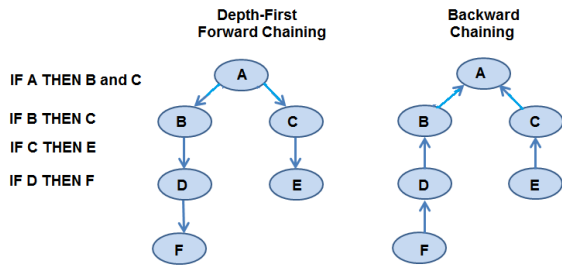 Depth-First
Forward Chaining
Backward
Chaining
IF A THEN B and C
IF B THEN C
IF C THEN E
IF D THEN F
A
B
C
D
E
F
A
B
C
D
E
F